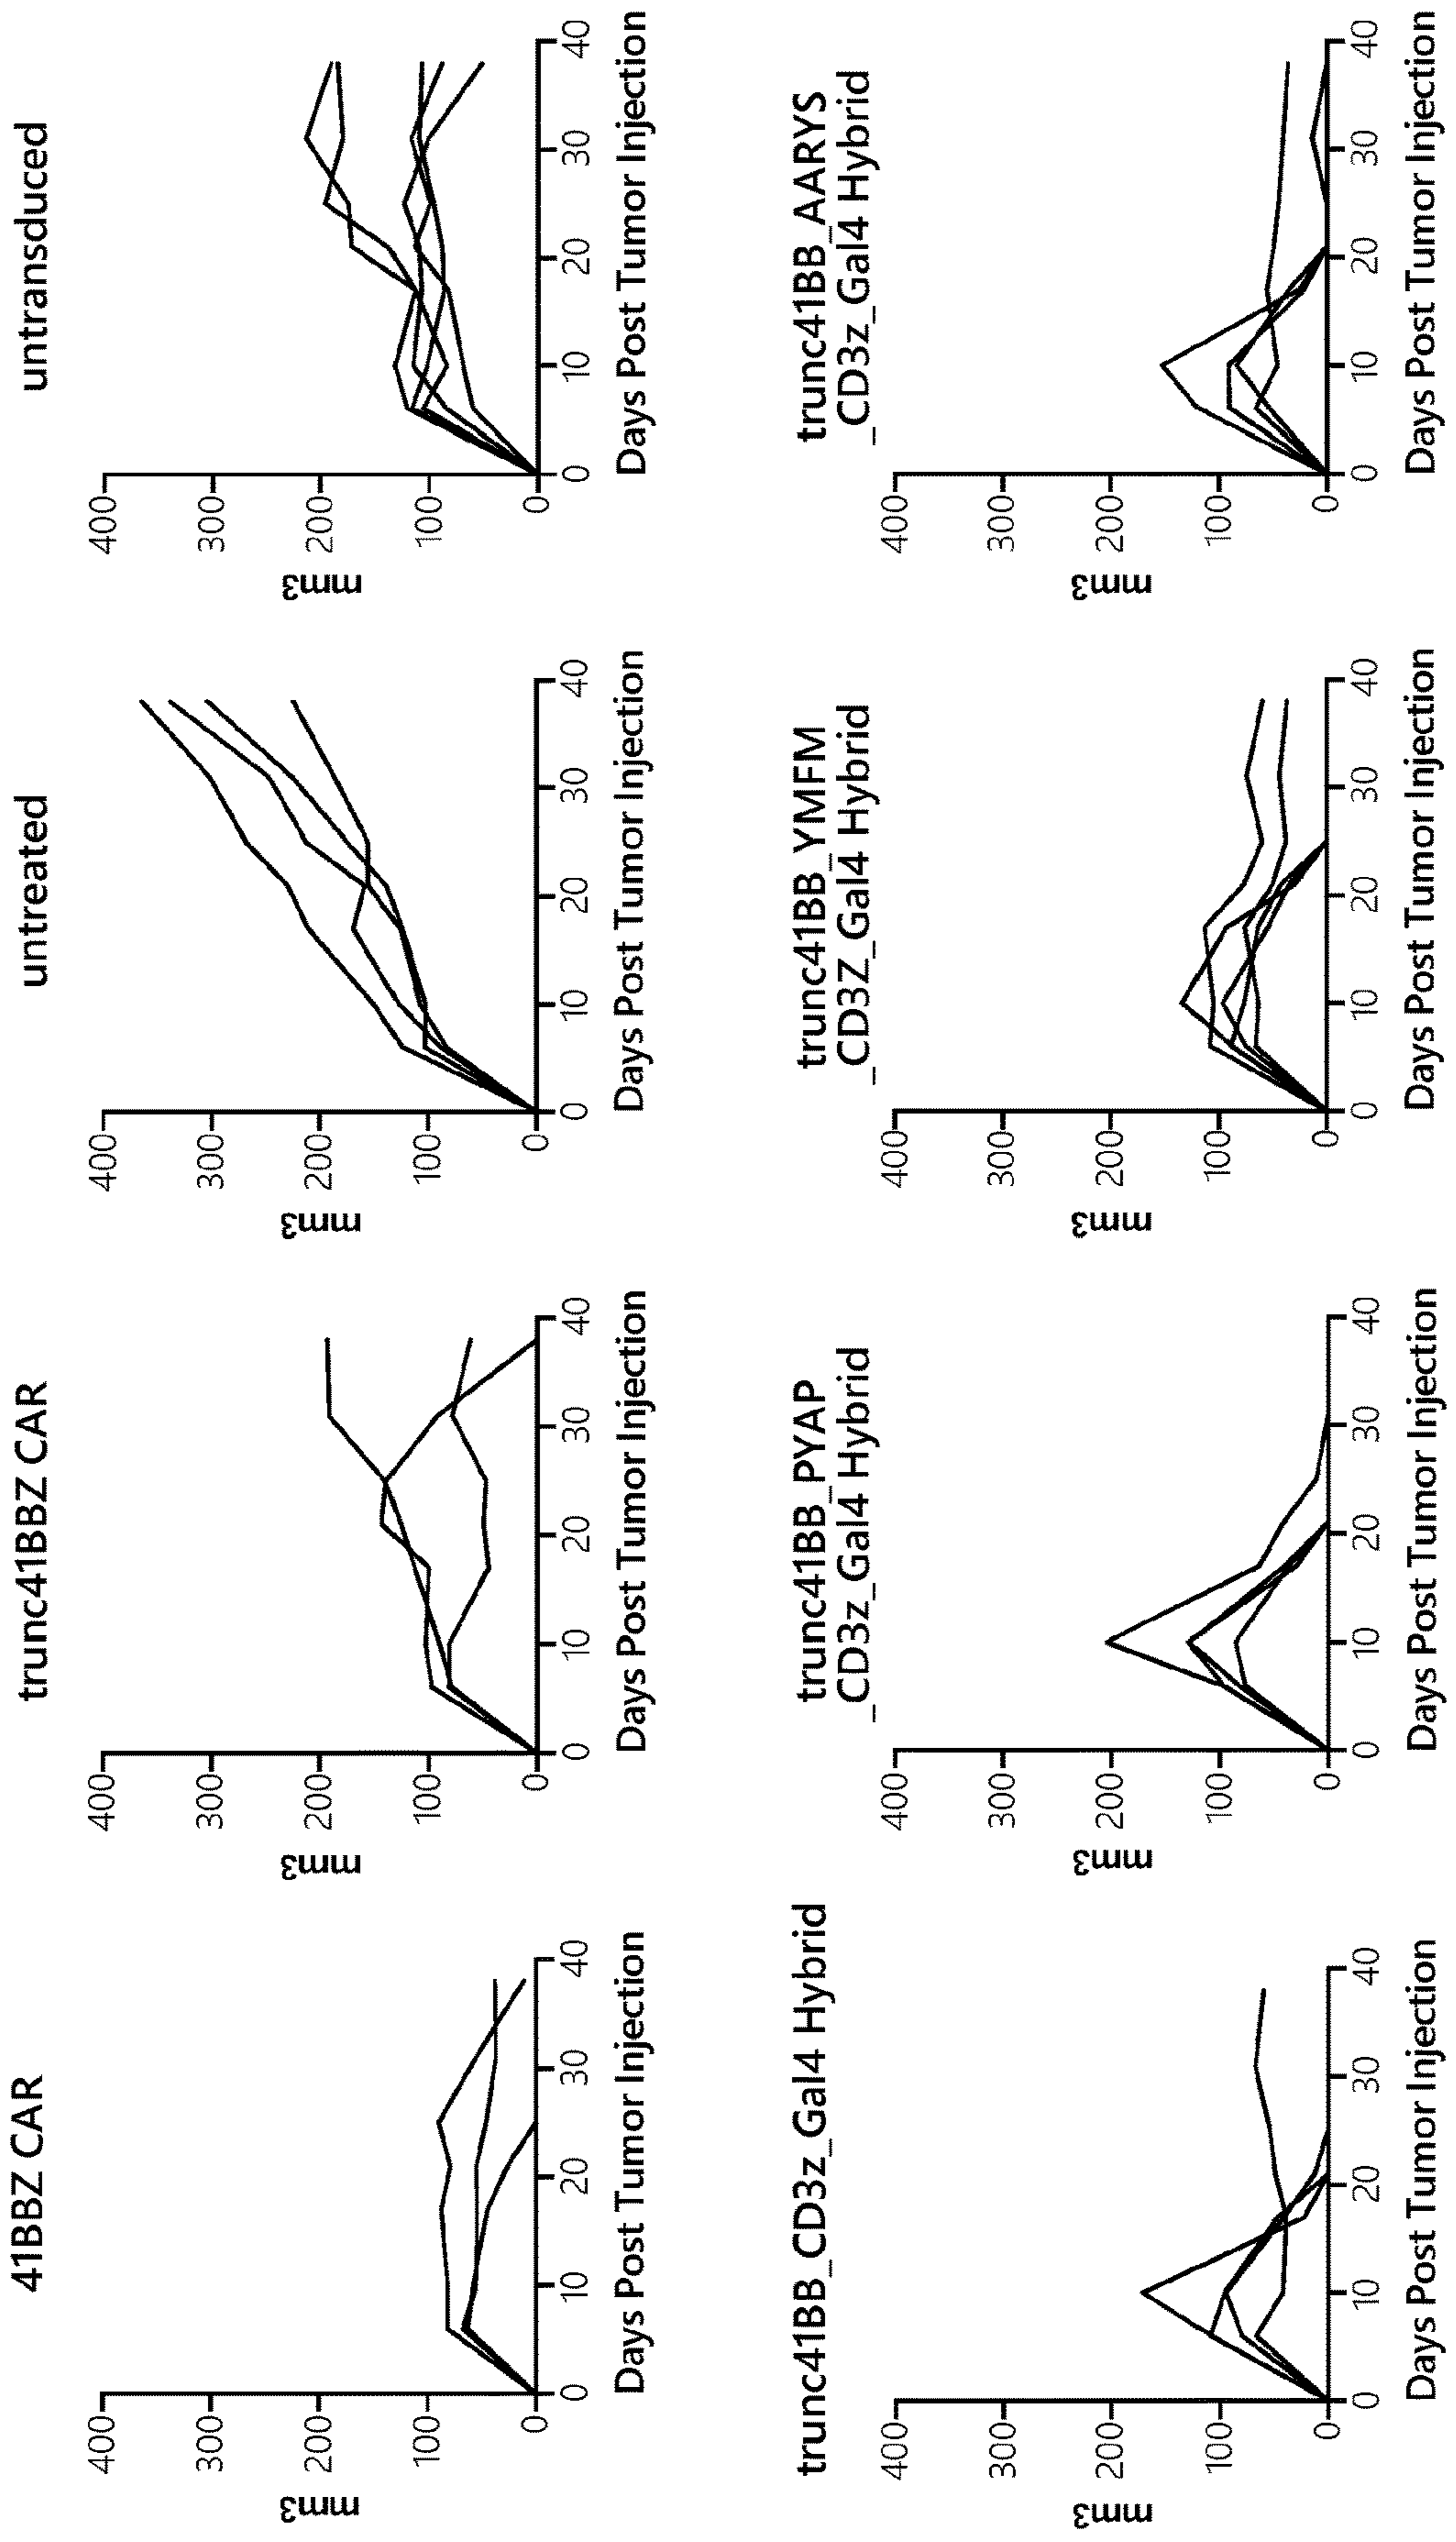 41BBZ CAR
400
300
200
100
0
mm3
0 10 20 30 40
Days Post Tumor Injection
trunc41BBZ CAR
400
300
200
100
0
mm3
0 10 20 30 40
Days Post Tumor Injection
untreated
400
300
200
100
0
mm3
0 10 20 30 40
Days Post Tumor Injection
untransduced
400
300
200
100
0
mm3
0 10 20 30 40
Days Post Tumor Injection
trunc41BB_CD3z_Gal4 Hybrid
400
300
200
100
0
mm3
0 10 20 30 40
Days Post Tumor Injection
trunc41BB_PYAP
_CD3z_Gal4 Hybrid
400
300
200
100
0
mm3
0 10 20 30 40
Days Post Tumor Injection
trunc41BB_YMFM
_CD3Z_Gal4 Hybrid
400
300
200
100
0
mm3
0 10 20 30 40
Days Post Tumor Injection
trunc41BB_AARYS
_CD3z_Gal4 Hybrid
400
300
200
100
0
mm3
0 10 20 30 40
Days Post Tumor Injection